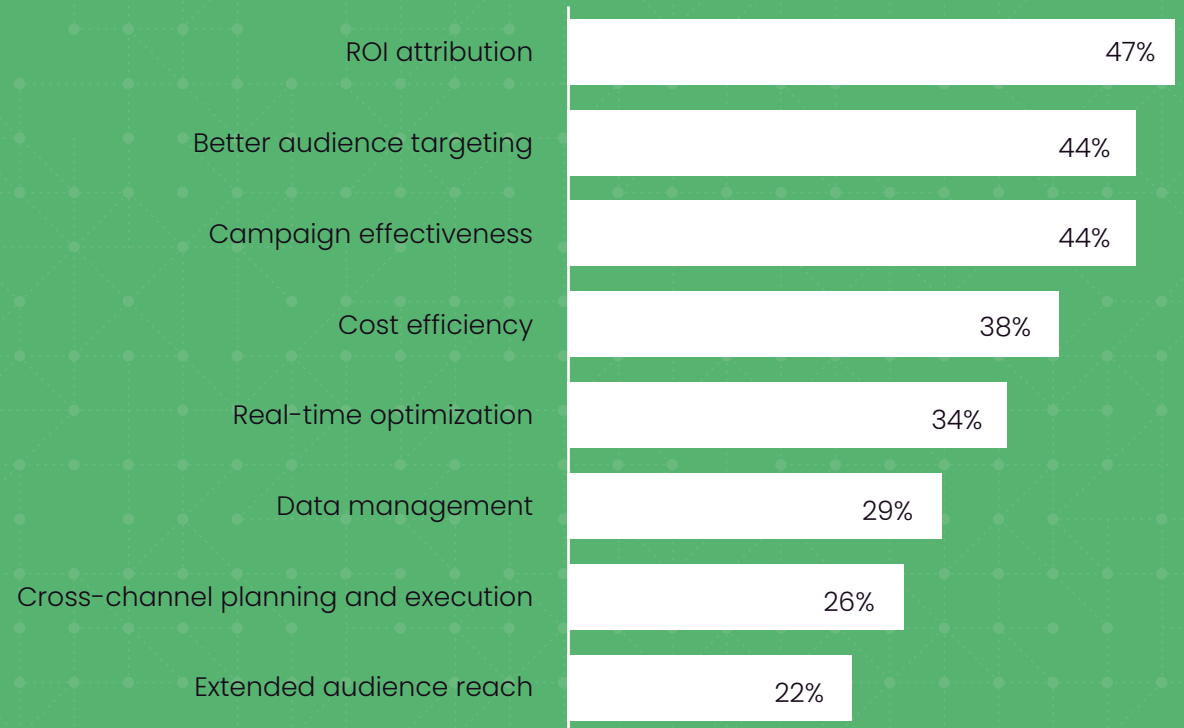 ROI attribution 47%
Better audience targeting 44%
Campaign effectiveness 44%
Cost efficiency 38%
Real-time optimization 34%
Data management 29%
Cross-channel planning and execution 26%
Extended audience reach 22%